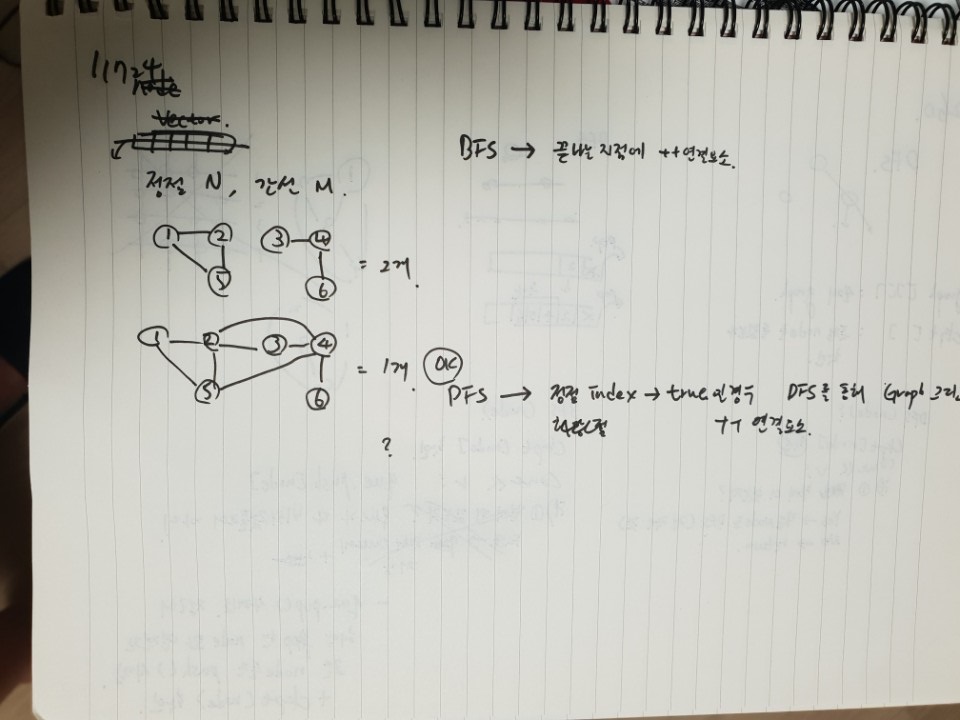 11724
Node
Vector.
정점 N, 간선 M.
1 2 3 4
5 6
= 2개.
1 2 3 4
5 6
= 1개. OK
?
BFS → 끝나는 지점에 ++연결요소.
DFS → 정점 Index → true인경우 DFS를 통해 Graph 그리
++ 연결요소.